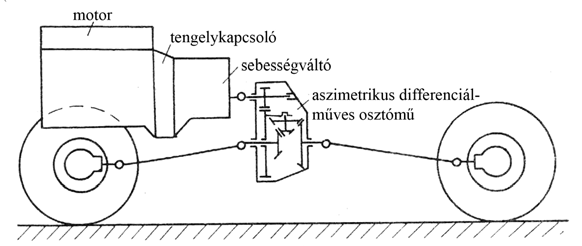 motor
tengelykapcsoló
sebességváltó
aszimetrikus differenciál-
műves osztómű